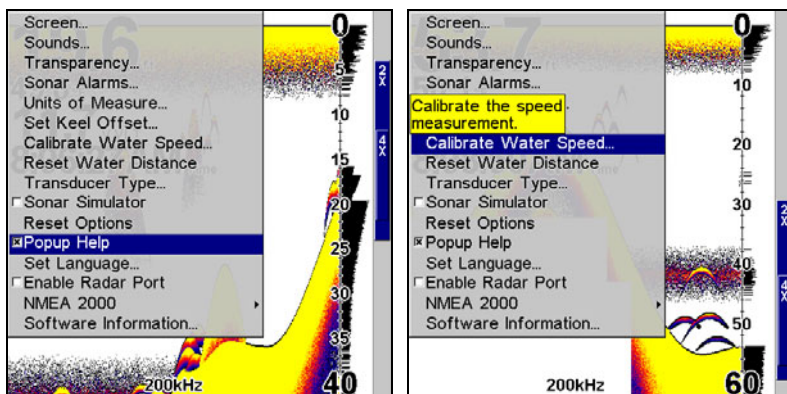 Screen...
Sounds...
Transparency...
Sonar Alarms...
Units of Measure...
Set Keel Offset...
Calibrate Water Speed...
Reset Water Distance
Transducer Type...
Sonar Simulator
Reset Options
Popup Help
Set Language...
Enable Radar Port
NMEA 2000
Software Information...
0
5
10
15
20
25
30
35
40
2X
4X
200kHz
Screen...
Sounds...
Transparency...
Sonar Alarms...
Calibrate the speed
measurement.
Calibrate Water Speed...
Reset Water Distance
Transducer Type...
Sonar Simulator
Reset Options
Popup Help
Set Language...
Enable Radar Port
NMEA 2000
Software Information...
0
10
20
30
40
50
60
2X
4X
200kHz